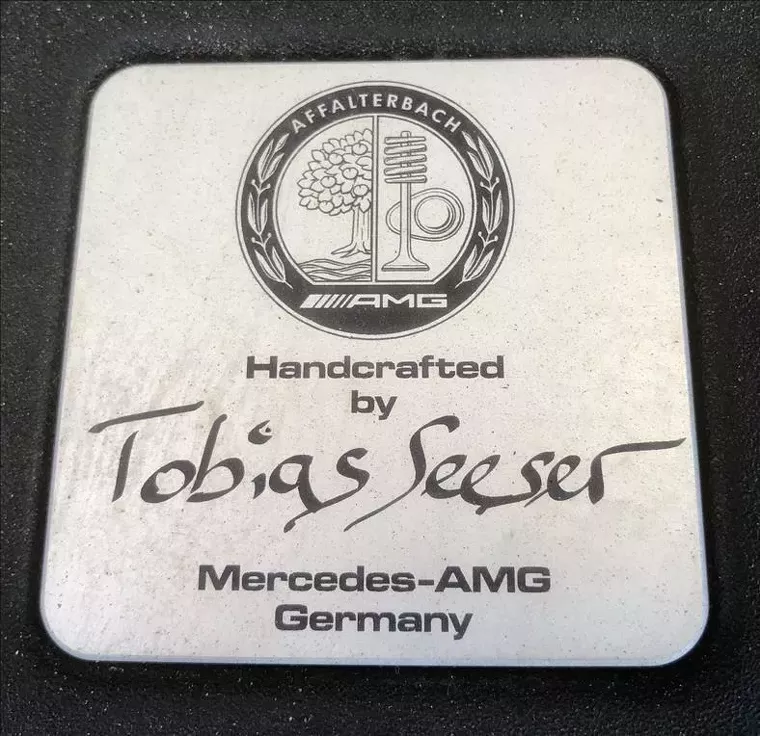 AFFALTERBACH
AMG
Handcrafted
by
Tobias Seeser
Mercedes-AMG
Germany